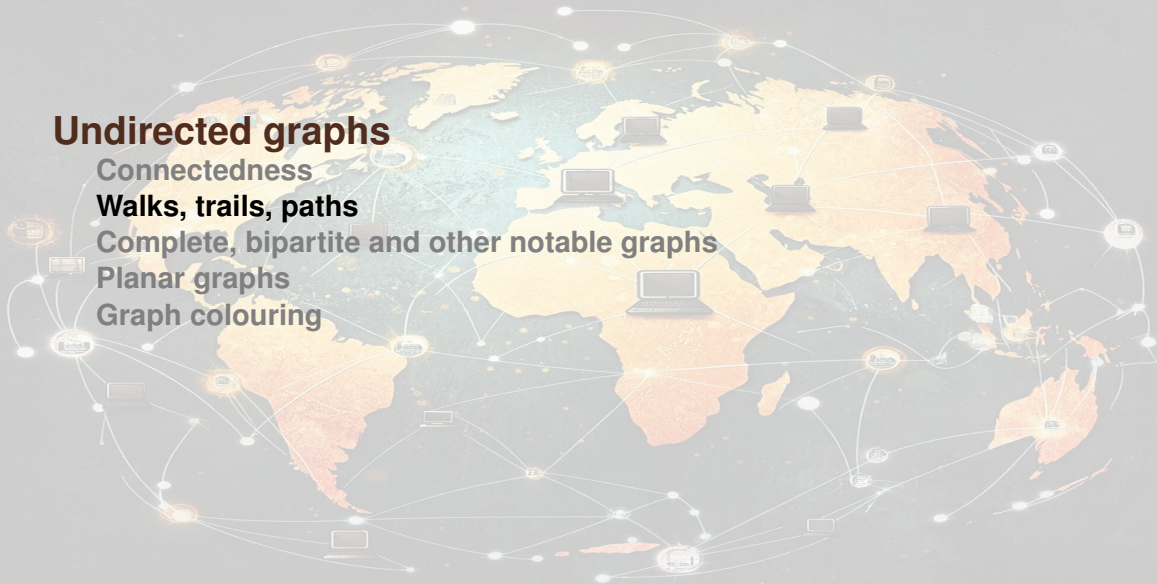 Undirected graphs
Connectedness
Walks, trails, paths
Complete, bipartite and other notable graphs
Planar graphs
Graph colouring